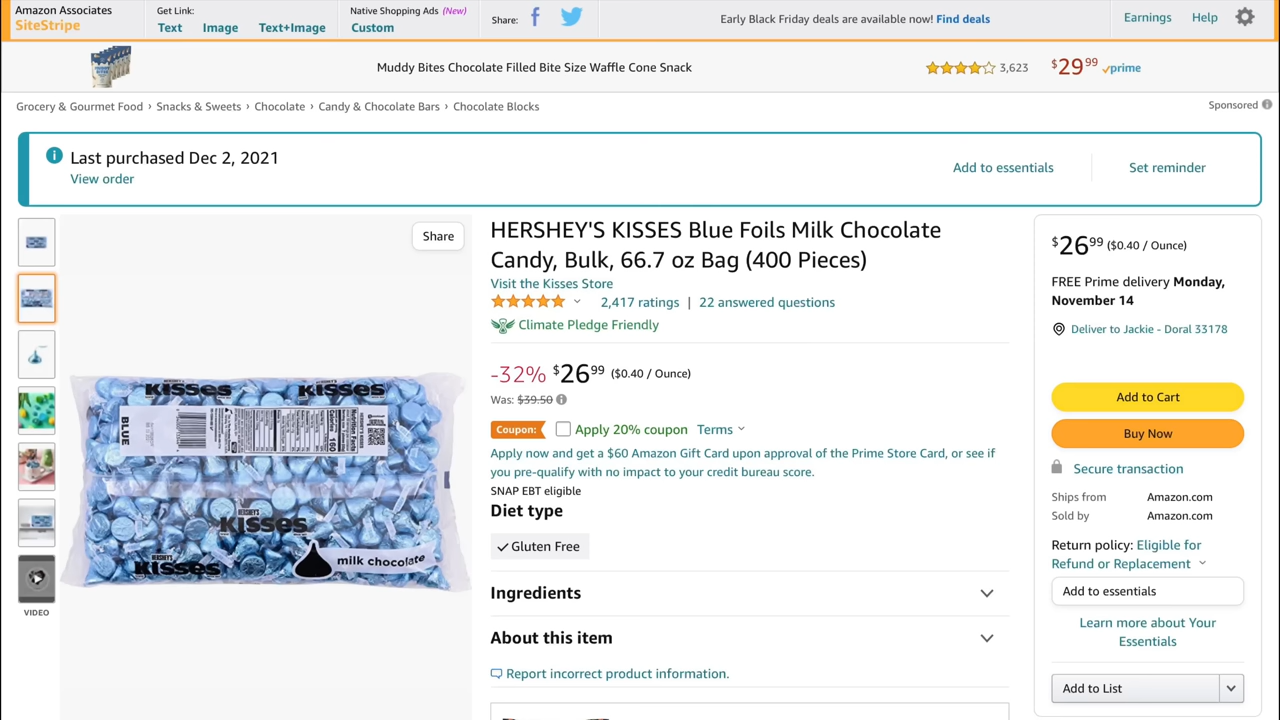 Amazon Associates
SiteStripe
Get Link:
Text Image Text+Image
Native Shopping Ads (New)
Custom
Share:
Early Black Friday deals are available now! Find deals
Earnings Help
Muddy Bites Chocolate Filled Bite Size Waffle Cone Snack
3,623 $29.99 prime
Grocery & Gourmet Food › Snacks & Sweets › Chocolate › Candy & Chocolate Bars › Chocolate Blocks
Sponsored
Last purchased Dec 2, 2021
View order
Add to essentials
Set reminder
Share
VIDEO
HERSHEY'S KISSES
HERSHEY'S KISSES
BLUE
160
HERSHEY'S KISSES
HERSHEY'S KISSES
milk chocolate
HERSHEY'S KISSES Blue Foils Milk Chocolate
Candy, Bulk, 66.7 oz Bag (400 Pieces)
Visit the Kisses Store
2,417 ratings | 22 answered questions
Climate Pledge Friendly
-32% $26.99 ($0.40 / Ounce)
Was: $39.50
Coupon: Apply 20% coupon Terms
Apply now and get a $60 Amazon Gift Card upon approval of the Prime Store Card, or see if
you pre-qualify with no impact to your credit bureau score.
SNAP EBT eligible
Diet type
Gluten Free
Ingredients
About this item
Report incorrect product information.
$26.99 ($0.40 / Ounce)
FREE Prime delivery Monday,
November 14
Deliver to Jackie - Doral 33178
Add to Cart
Buy Now
Secure transaction
Ships from Amazon.com
Sold by Amazon.com
Return policy: Eligible for
Refund or Replacement
Add to essentials
Learn more about Your
Essentials
Add to List